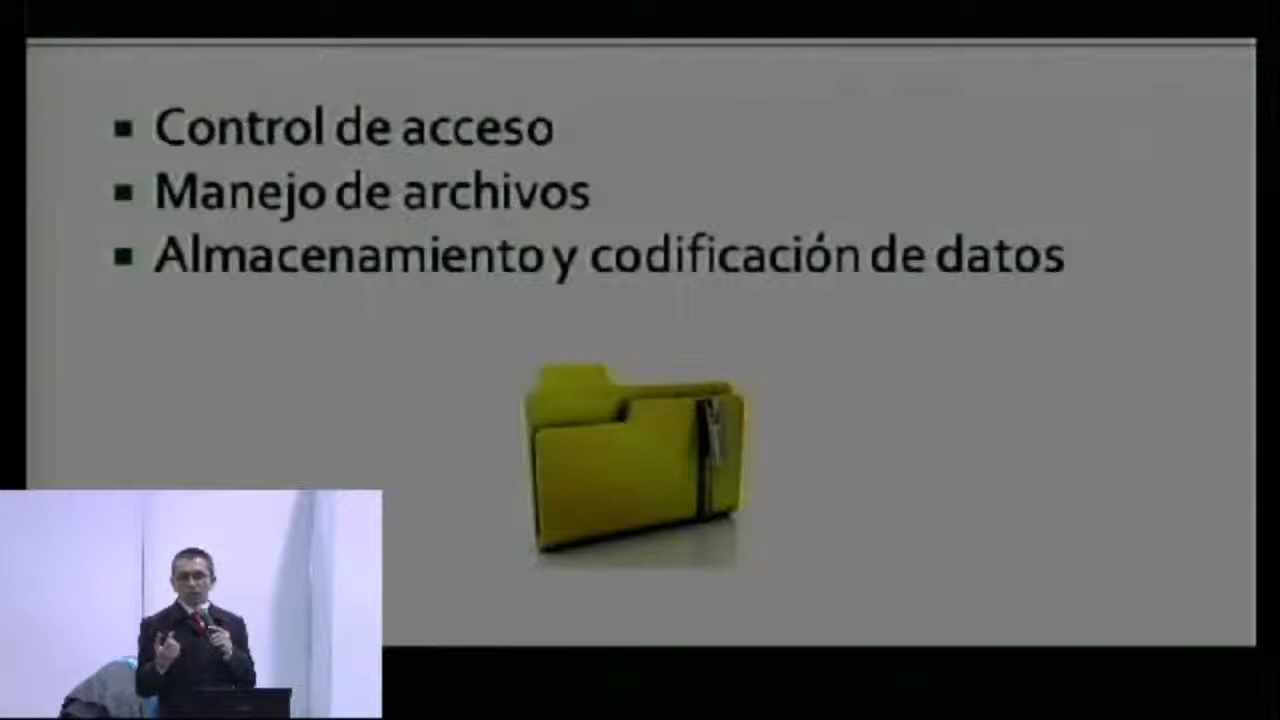 Control de acceso
Manejo de archivos
Almacenamiento y codificación de datos